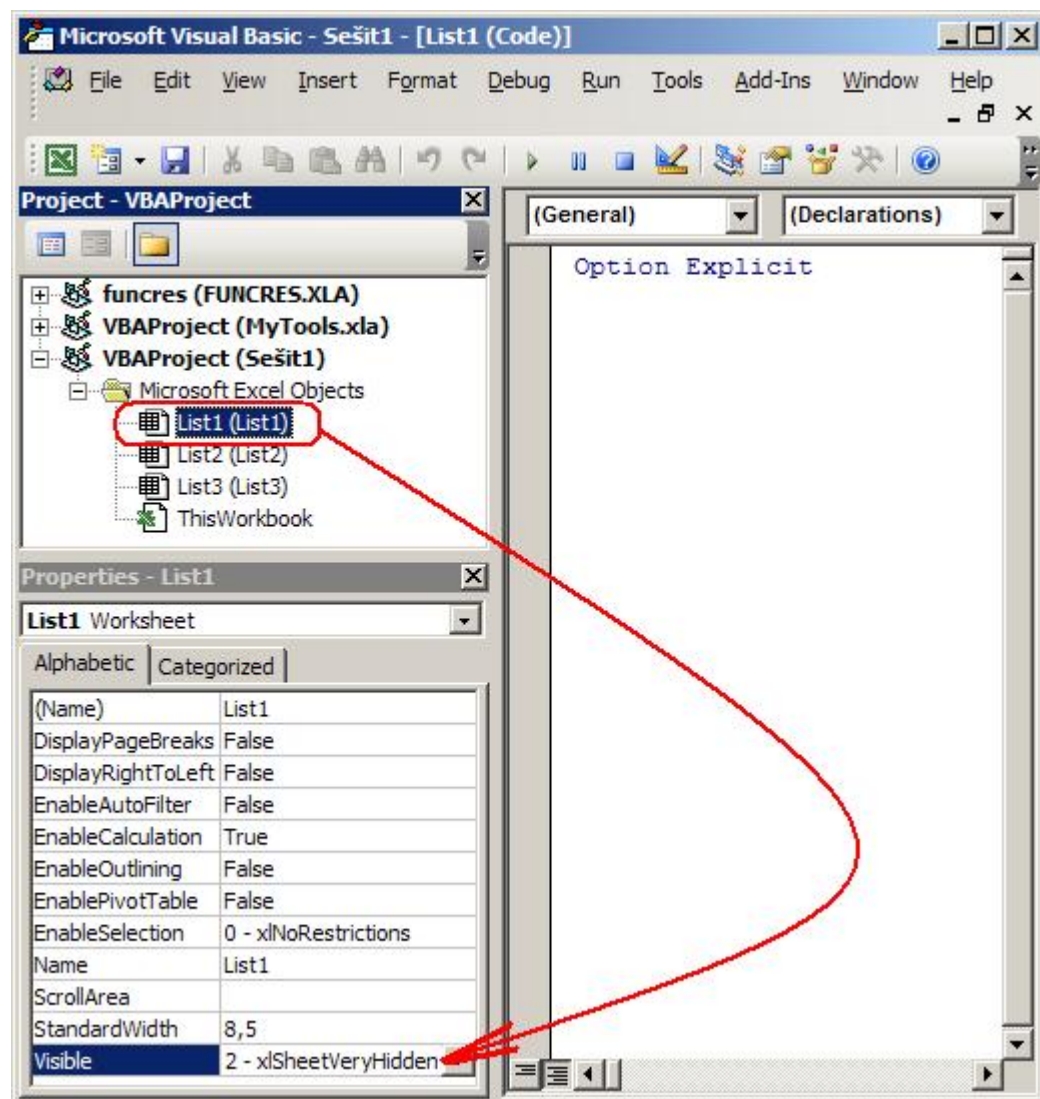 Microsoft Visual Basic - Sešit1 - [List1 (Code)]
File Edit View Insert Format Debug Run Tools Add-Ins Window Help
Project - VBAProject
(General) (Declarations)
Option Explicit
funcres (FUNCRES.XLA)
VBAProject (MyTools.xla)
VBAProject (Sešit1)
Microsoft Excel Objects
List1 (List1)
List2 (List2)
List3 (List3)
ThisWorkbook
Properties - List1
List1 Worksheet
Alphabetic Categorized
(Name) List1
DisplayPageBreaks False
DisplayRightToLeft False
EnableAutoFilter False
EnableCalculation True
EnableOutlining False
EnablePivotTable False
EnableSelection 0 - xlNoRestrictions
Name List1
ScrollArea
StandardWidth 8,5
Visible 2 - xlSheetVeryHidden